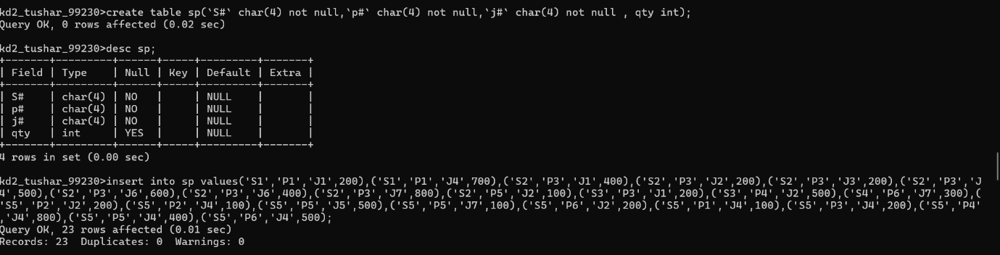 kd2_tushar_99230>create table sp(`S#` char(4) not null,`p#` char(4) not null,`j#` char(4) not null , qty int);
Query OK, 0 rows affected (0.02 sec)
kd2_tushar_99230>desc sp;
+-------+---------+------+-----+---------+-------+
| Field | Type    | Null | Key | Default | Extra |
+-------+---------+------+-----+---------+-------+
| S#    | char(4) | NO   |     | NULL    |       |
| p#    | char(4) | NO   |     | NULL    |       |
| j#    | char(4) | NO   |     | NULL    |       |
| qty   | int     | YES  |     | NULL    |       |
+-------+---------+------+-----+---------+-------+
4 rows in set (0.00 sec)
kd2_tushar_99230>insert into sp values('S1','P1','J1',200),('S1','P1','J4',700),('S2','P3','J1',400),('S2','P3','J2',200),('S2','P3','J3',200),('S2','P3','J
4',500),('S2','P3','J6',600),('S2','P3','J6',400),('S2','P3','J7',800),('S2','P5','J2',100),('S3','P3','J1',200),('S3','P4','J2',500),('S4','P6','J7',300),(
'S5','P2','J2',200),('S5','P2','J4',100),('S5','P5','J5',500),('S5','P5','J7',100),('S5','P6','J2',200),('S5','P1','J4',100),('S5','P3','J4',200),('S5','P4'
,'J4',800),('S5','P5','J4',400),('S5','P6','J4',500);
Query OK, 23 rows affected (0.01 sec)
Records: 23  Duplicates: 0  Warnings: 0